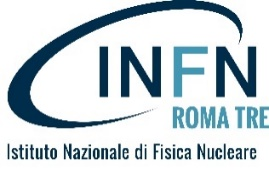 INFN
ROMA TRE
Istituto Nazionale di Fisica Nucleare